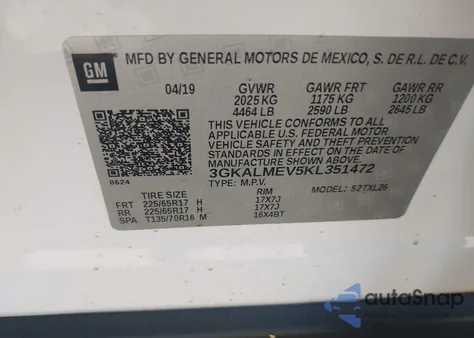 GM
MFD BY GENERAL MOTORS DE MEXICO, S. DE R.L. DE C.V.
04/19 GVWR GAWR FRT GAWR RR
2025 KG 1175 KG 1200 KG
4464 LB 2590 LB 2645 LB
THIS VEHICLE CONFORMS TO ALL
APPLICABLE U.S. FEDERAL MOTOR
VEHICLE SAFETY AND THEFT PREVENTION
STANDARDS IN EFFECT ON THE DATE OF
MANUFACTURE SHOWN ABOVE.
3GKALMEV5KL351472
8624 TYPE: M.P.V. MODEL: 52TXL26
TIRE SIZE RIM
FRT 225/65R17 H 17X7J
RR 225/65R17 H 17X7J
SPT T135/70R16 M 16X4BT
autoSnap